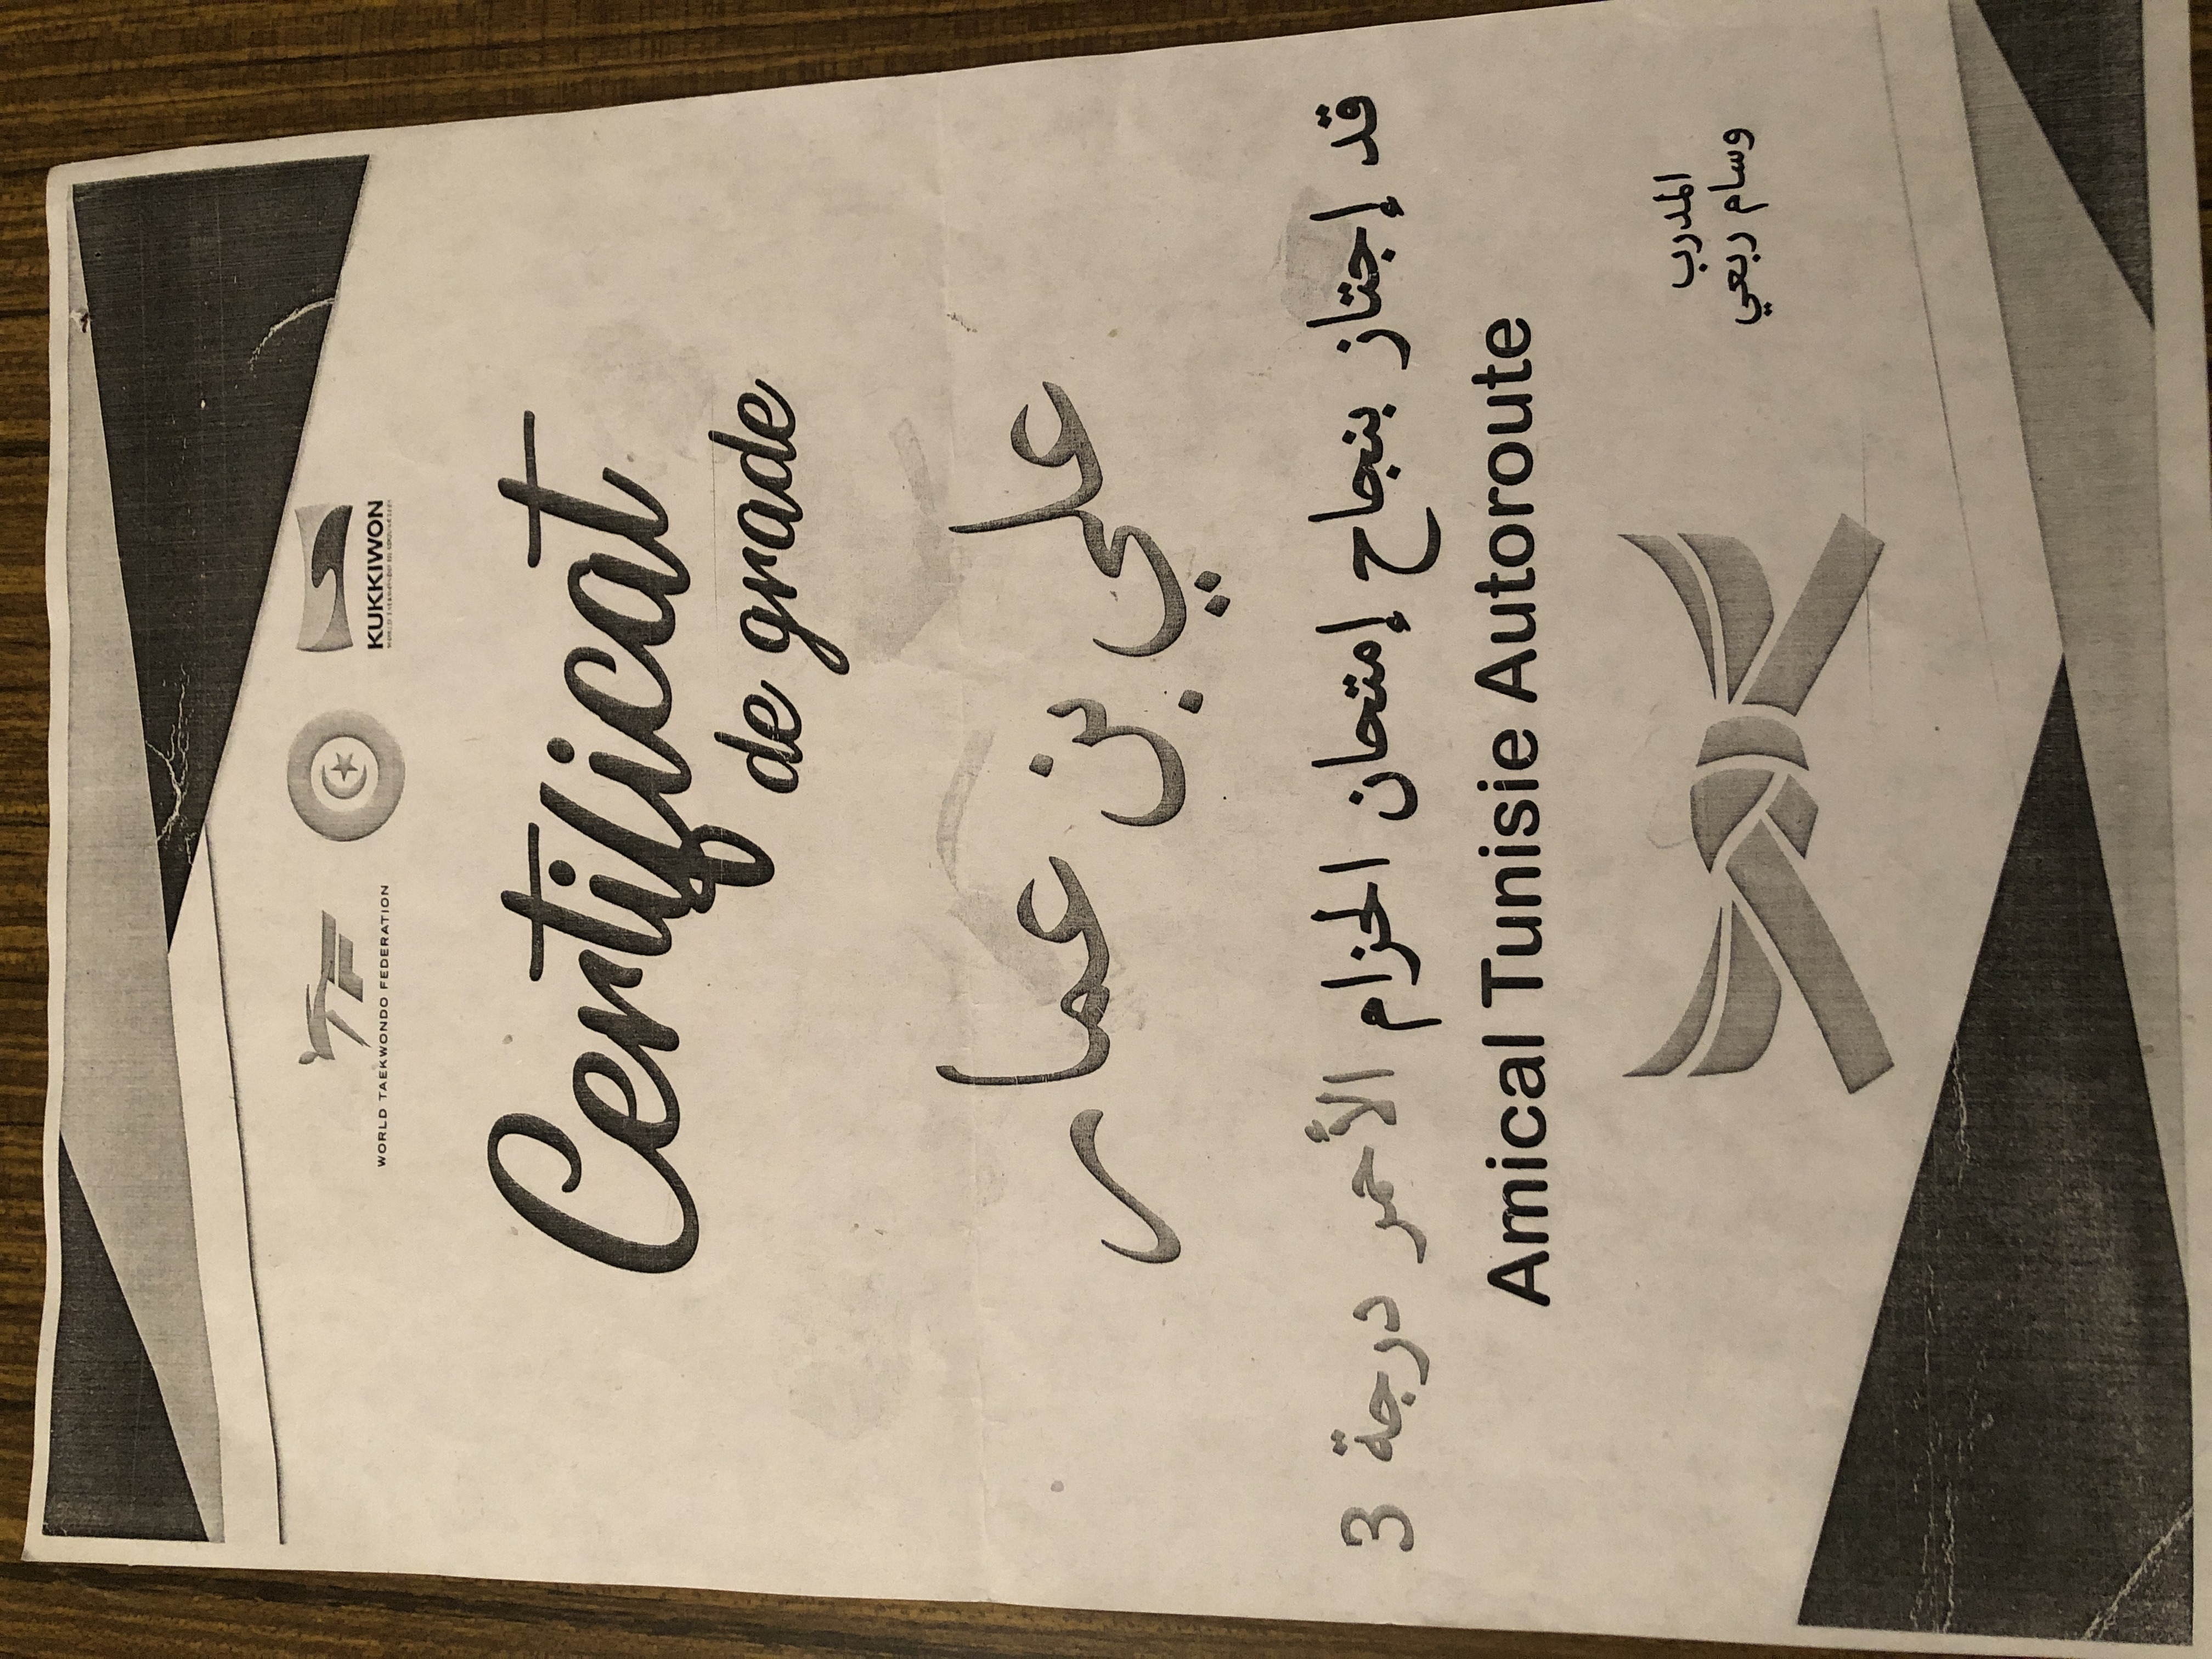 WORLD TAEKWONDO FEDERATION
KUKKIWON
Certificat
de grade
علي بن عمار
قد إجتاز بنجاح إمتحان الحزام الأحمر درجة 3
Amical Tunisie Autoroute
المدرب
وسام ربعي